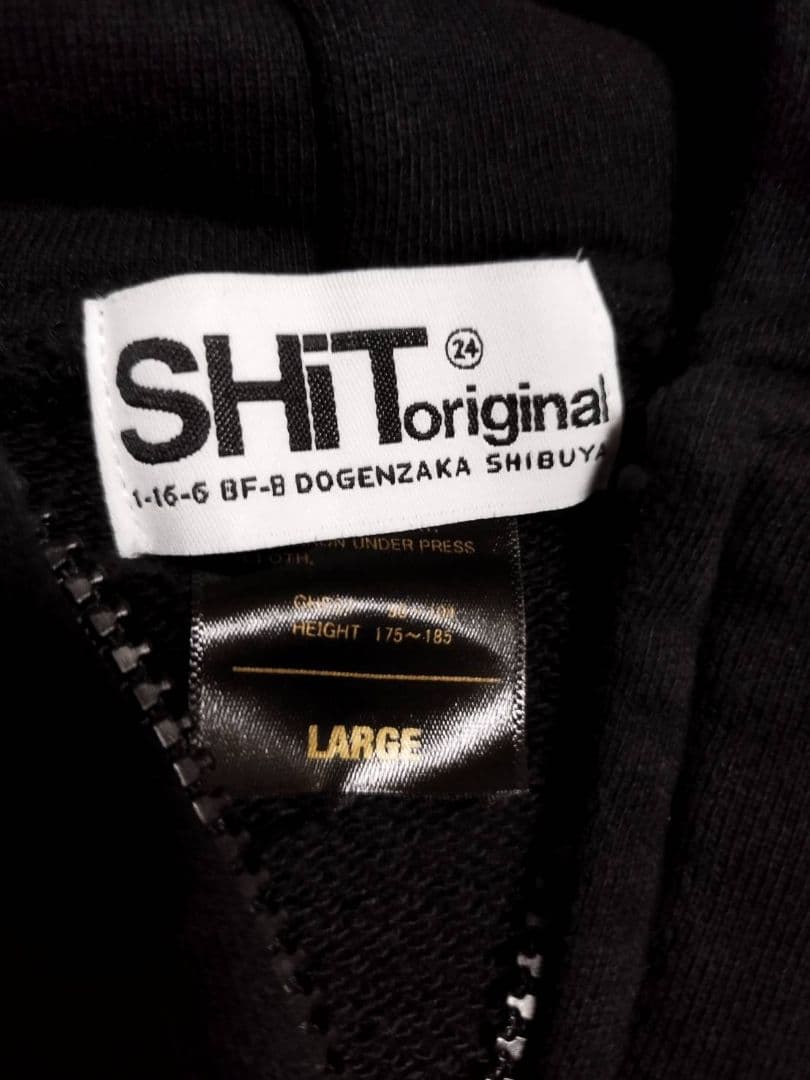 SHiT 24
original
1-16-6 BF-B DOGENZAKA SHIBUYA
UNDER PRESS
HEIGHT 175~185
LARGE